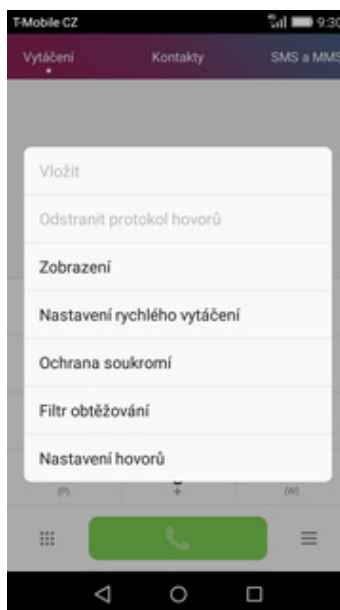 T-Mobile CZ 9:30
Vytáčení Kontakty SMS a MMS
Vložit
Odstranit protokol hovorů
Zobrazení
Nastavení rychlého vytáčení
Ochrana soukromí
Filtr obtěžování
Nastavení hovorů
(P) + (W)